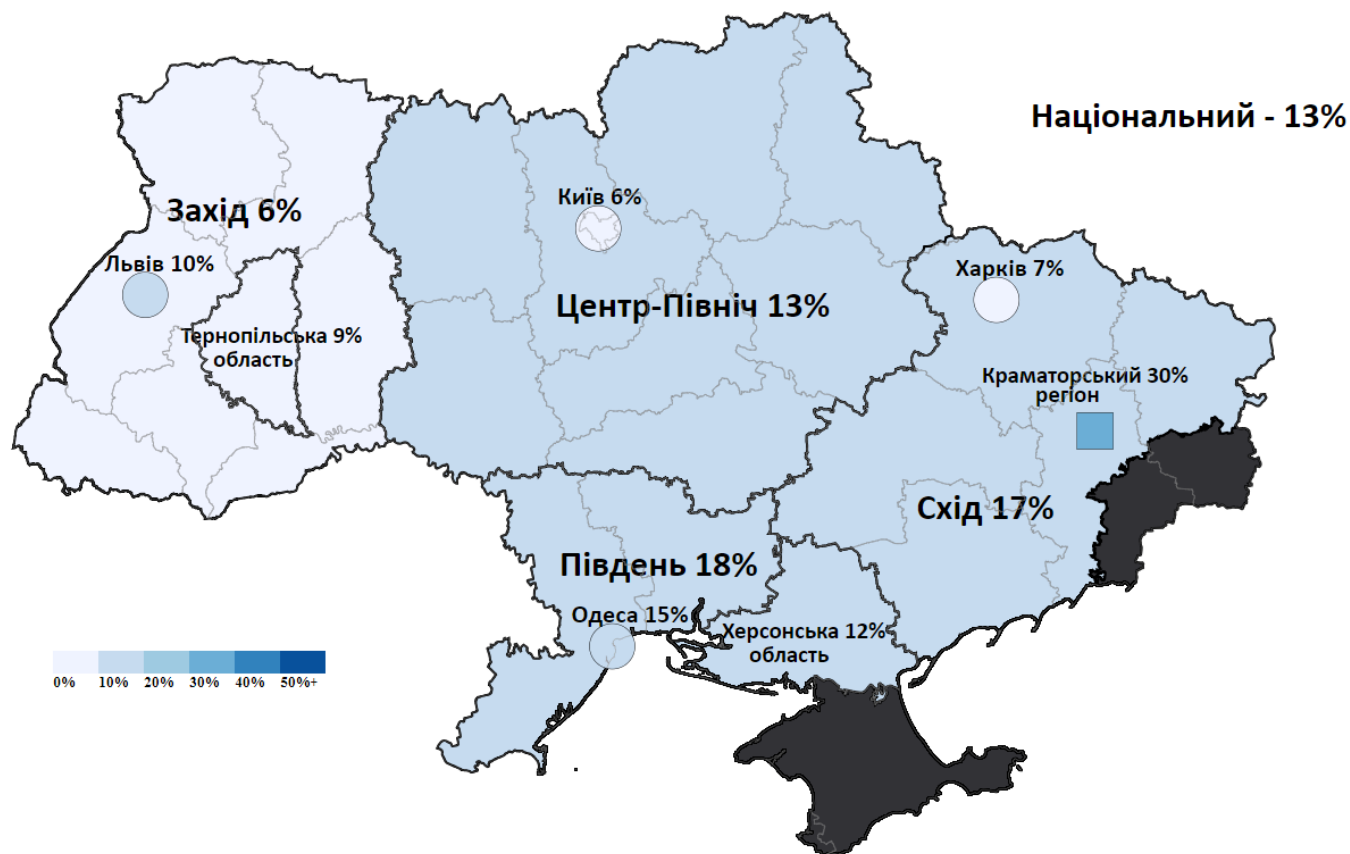 Національний - 13%
Київ 6%
Захід 6%
Львів 10%
Харків 7%
Центр-Північ 13%
Тернопільська 9%
область
Краматорський 30%
регіон
Схід 17%
Південь 18%
Одеса 15%
Херсонська 12%
область
0% 10% 20% 30% 40% 50%+